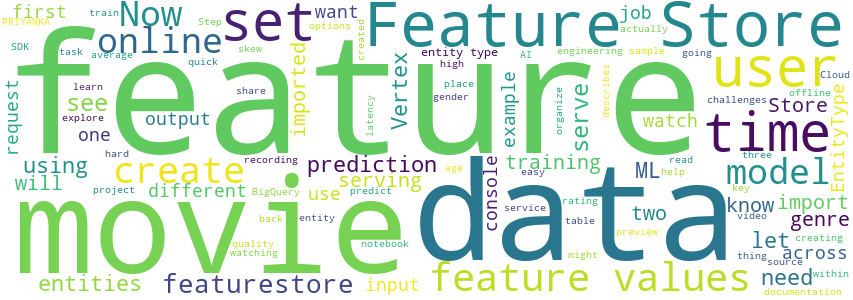 first
train
Now
set
Feature Store
job
actually
PRIYANKA
options
created
want
SDK
Step
online
skew
quick
task
average
feature
entity type
AI
engineering
sample
going
user
see
learn
explore
share
imported
Vertex
high
place
gender
describes
Cloud
offline
challenges
Store
EntityType
request
one
output
latency
example
organize
serve
watch
time
using
hard
recording
prediction
console
training
ML
read
three
will
create
serving
age
easy
help
model
key
import
project
different
BigQuery
use
predict
service
rating
two
know
video
genre
movie
back
entity
data
table
might
preview
let
creating
quality
watching
notebook
thing
across
entities
featurestore
input
feature values
need
source
within
documentation